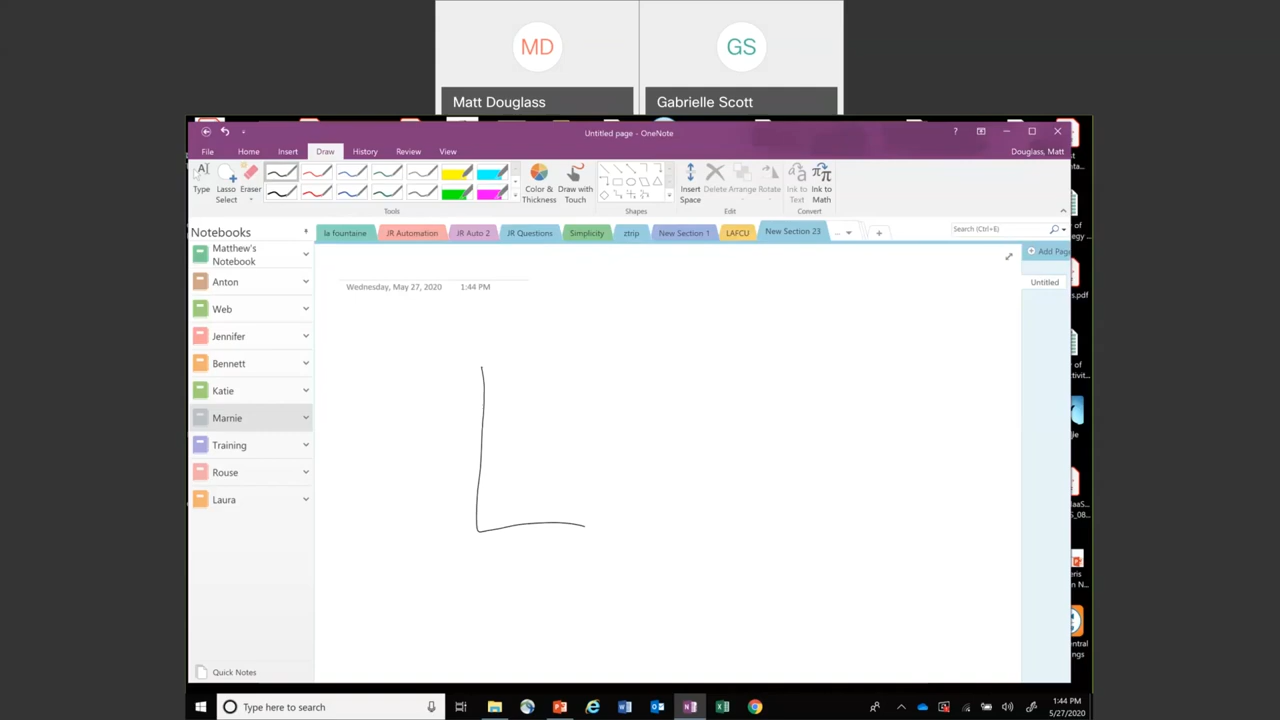 MD
GS
Matt Douglass
Gabrielle Scott
Untitled page - OneNote
?
File
Home
Insert
Draw
History
Review
View
Douglass, Matt
Type
Lasso Select
Eraser
Color & Thickness
Draw with Touch
Insert Space
Delete
Arrange
Rotate
Ink to Text
Ink to Math
Tools
Shapes
Edit
Convert
Notebooks
la fountaine
JR Automation
JR Auto 2
JR Questions
Simplicity
ztrip
New Section 1
LAFCU
New Section 23
...
Search (Ctrl+E)
Matthew's Notebook
Anton
Web
Jennifer
Bennett
Katie
Marnie
Training
Rouse
Laura
Quick Notes
Wednesday, May 27, 2020
1:44 PM
Add Page
Untitled
L
Type here to search
1:44 PM
5/27/2020